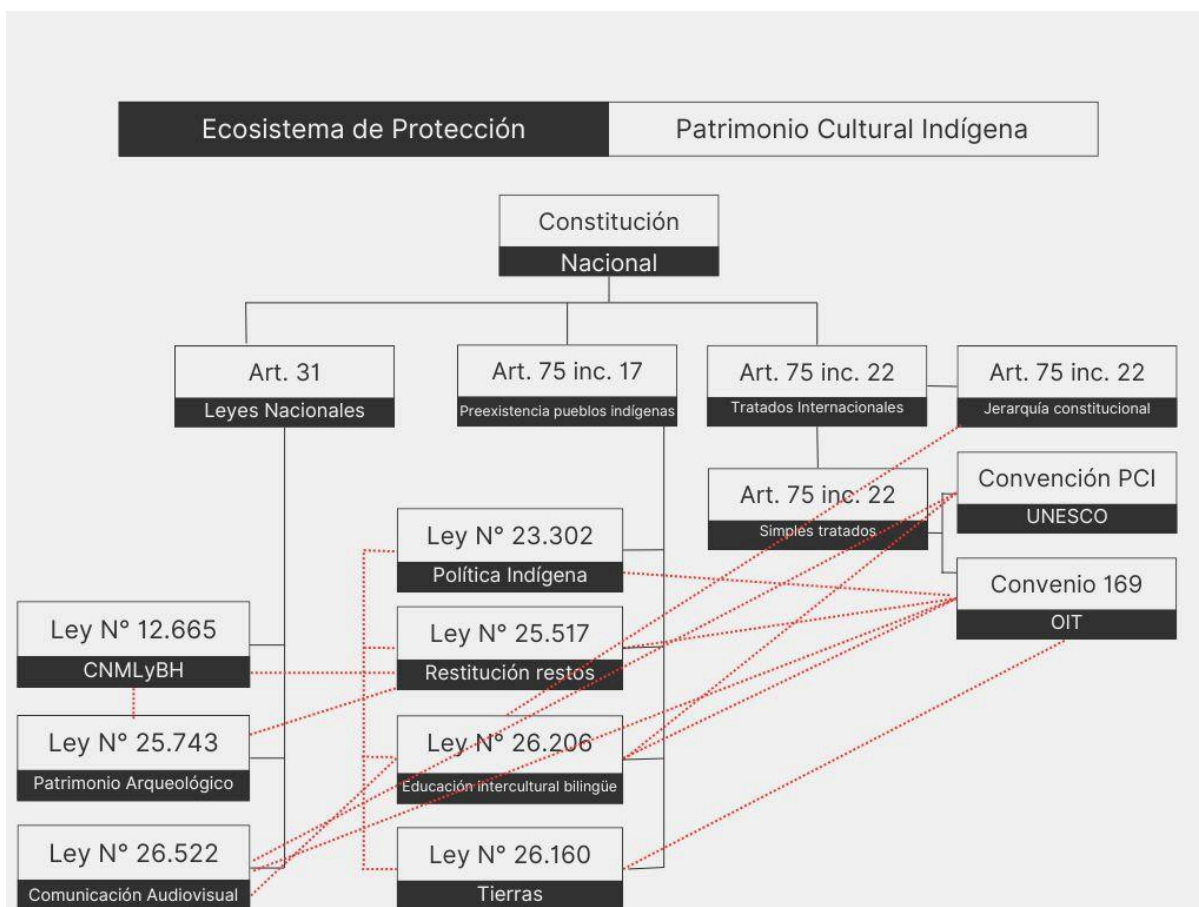 Ecosistema de Protección
Patrimonio Cultural Indígena
Constitución
Nacional
Art. 31
Leyes Nacionales
Art. 75 inc. 17
Preexistencia pueblos indígenas
Art. 75 inc. 22
Tratados Internacionales
Art. 75 inc. 22
Jerarquía constitucional
Art. 75 inc. 22
Simples tratados
Convención PCI
UNESCO
Convenio 169
OIT
Ley N° 23.302
Política Indígena
Ley N° 25.517
Restitución restos
Ley N° 26.206
Educación intercultural bilingüe
Ley N° 26.160
Tierras
Ley N° 12.665
CNMLyBH
Ley N° 25.743
Patrimonio Arqueológico
Ley N° 26.522
Comunicación Audiovisual